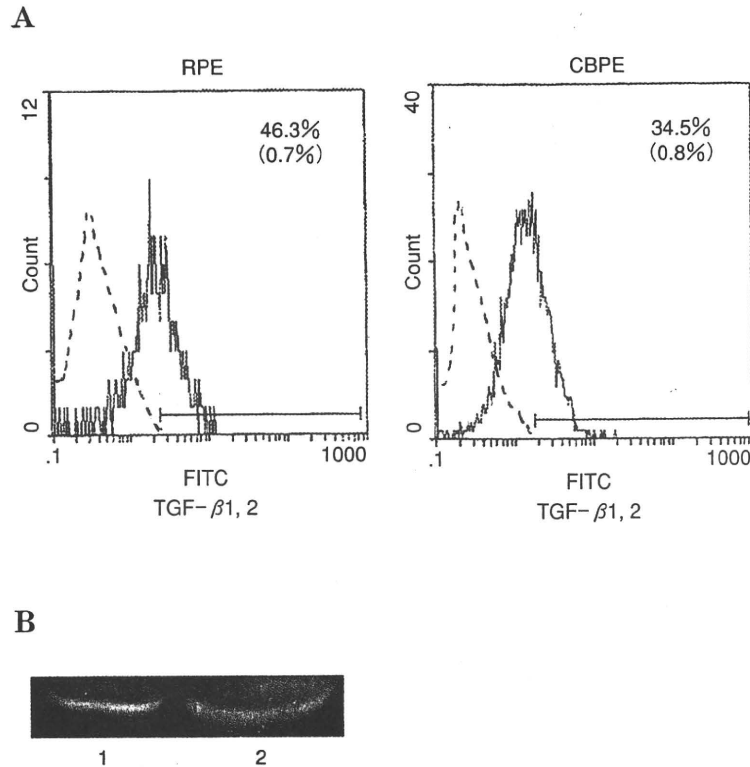 A
RPE
12
46.3%
(0.7%)
Count
0
.1
1000
FITC
TGF-β1, 2
CBPE
40
34.5%
(0.8%)
Count
0
.1
1000
FITC
TGF-β1, 2
B
1
2